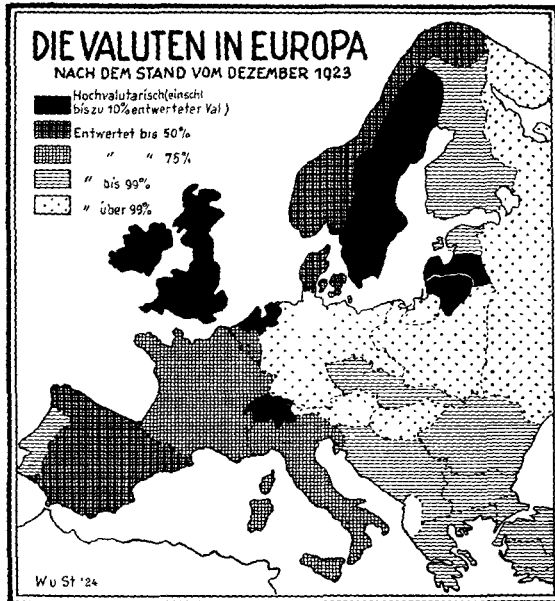 DIE VALUTEN IN EUROPA
NACH DEM STAND VOM DEZEMBER 1923
Hochvalutarisch (einschl
bis zu 10% entwerteter Val)
Entwertet bis 50%
" " 75%
" bis 99%
" über 99%
W u St '24